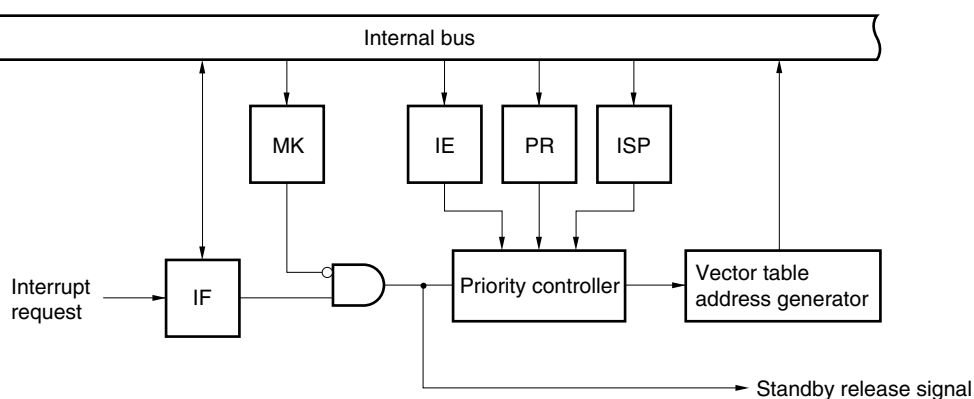 Internal bus
MK
IE
PR
ISP
Interrupt
request
IF
Priority controller
Vector table
address generator
Standby release signal